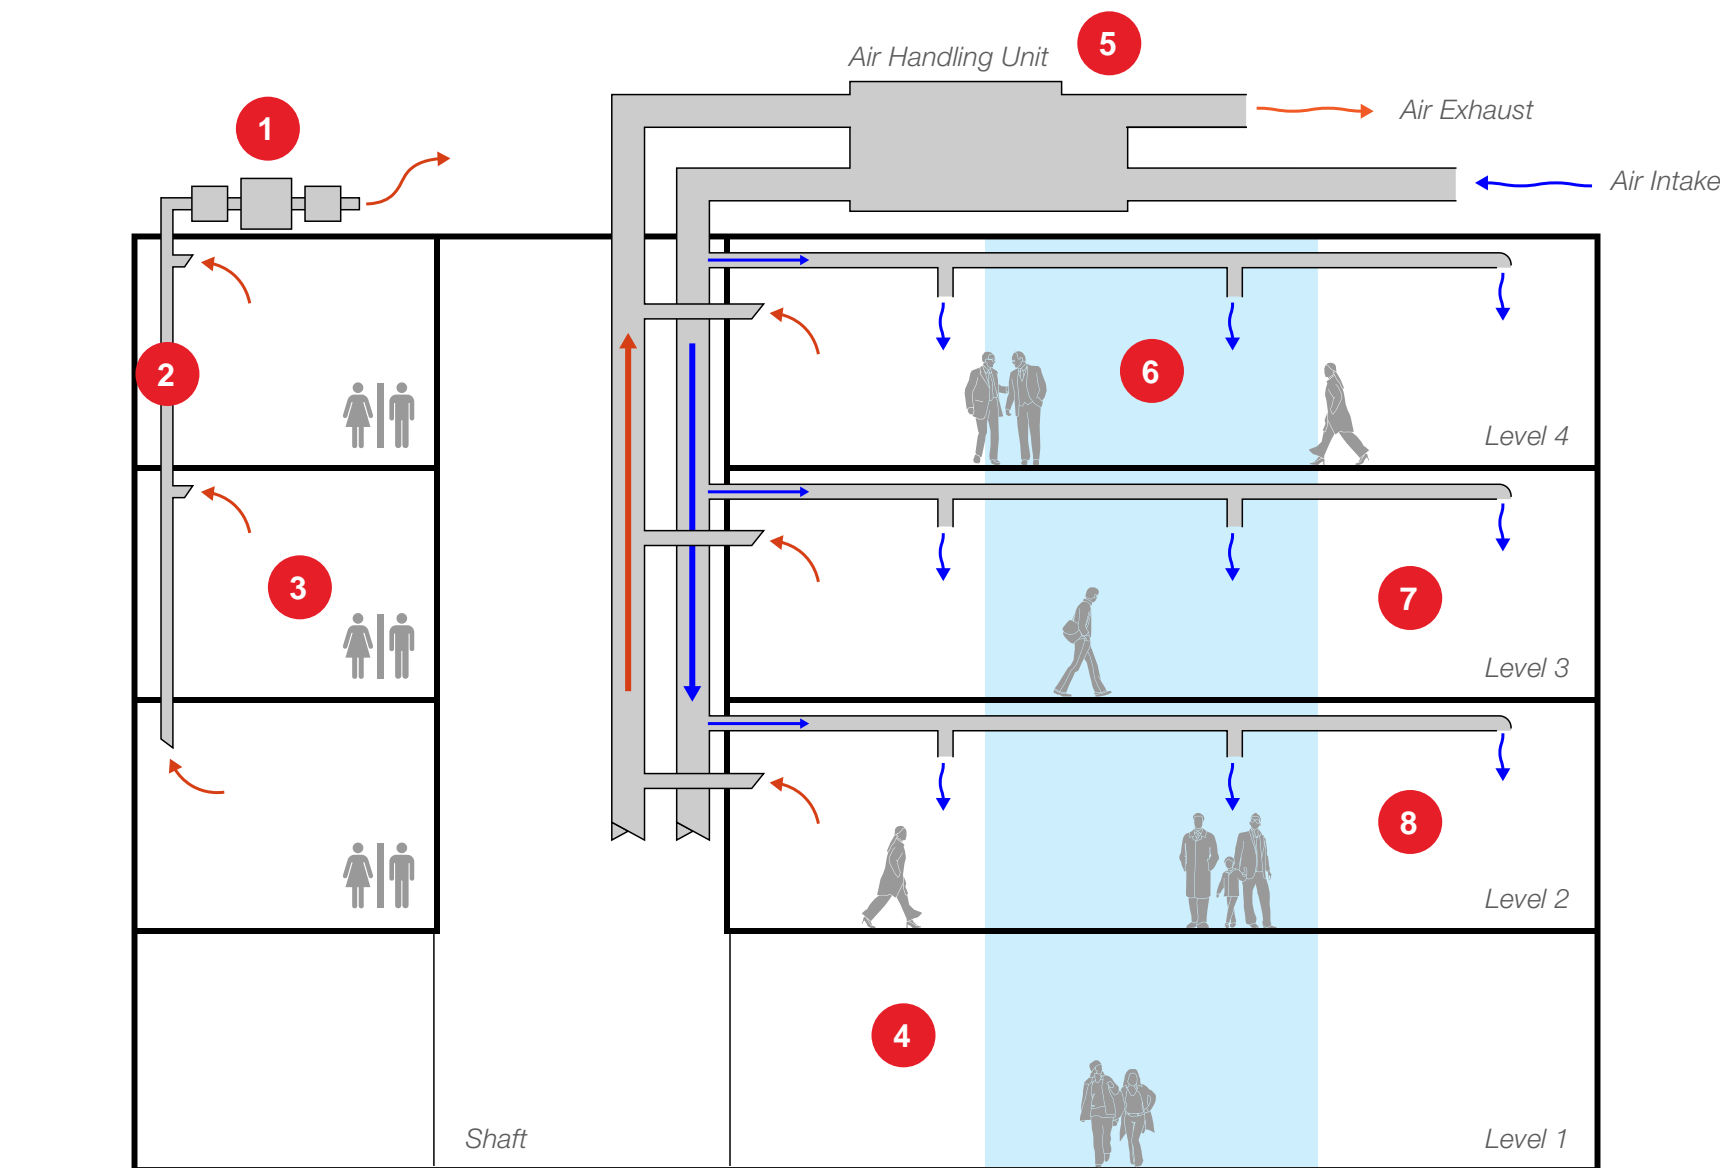 Air Handling Unit
5
Air Exhaust
1
Air Intake
2
6
Level 4
3
7
Level 3
8
Level 2
4
Shaft
Level 1